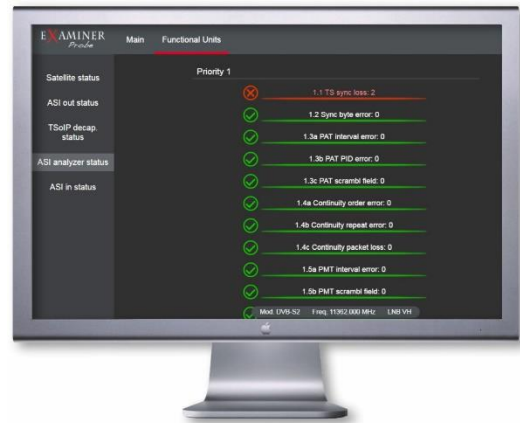 EXAMINER
Probe
Main
Functional Units
Satellite status
ASI out status
TSoIP decap.
status
ASI analyzer status
ASI in status
Priority 1
1.1 TS sync loss: 2
1.2 Sync byte error: 0
1.3a PAT interval error: 0
1.3b PAT PID error: 0
1.3c PAT scrambl field: 0
1.4a Continuity order error: 0
1.4b Continuity repeat error: 0
1.4c Continuity packet loss: 0
1.5a PMT interval error: 0
1.5b PMT scrambl field: 0
Mod. DVB-S2 Freq. 11362.000 MHz LNB VH